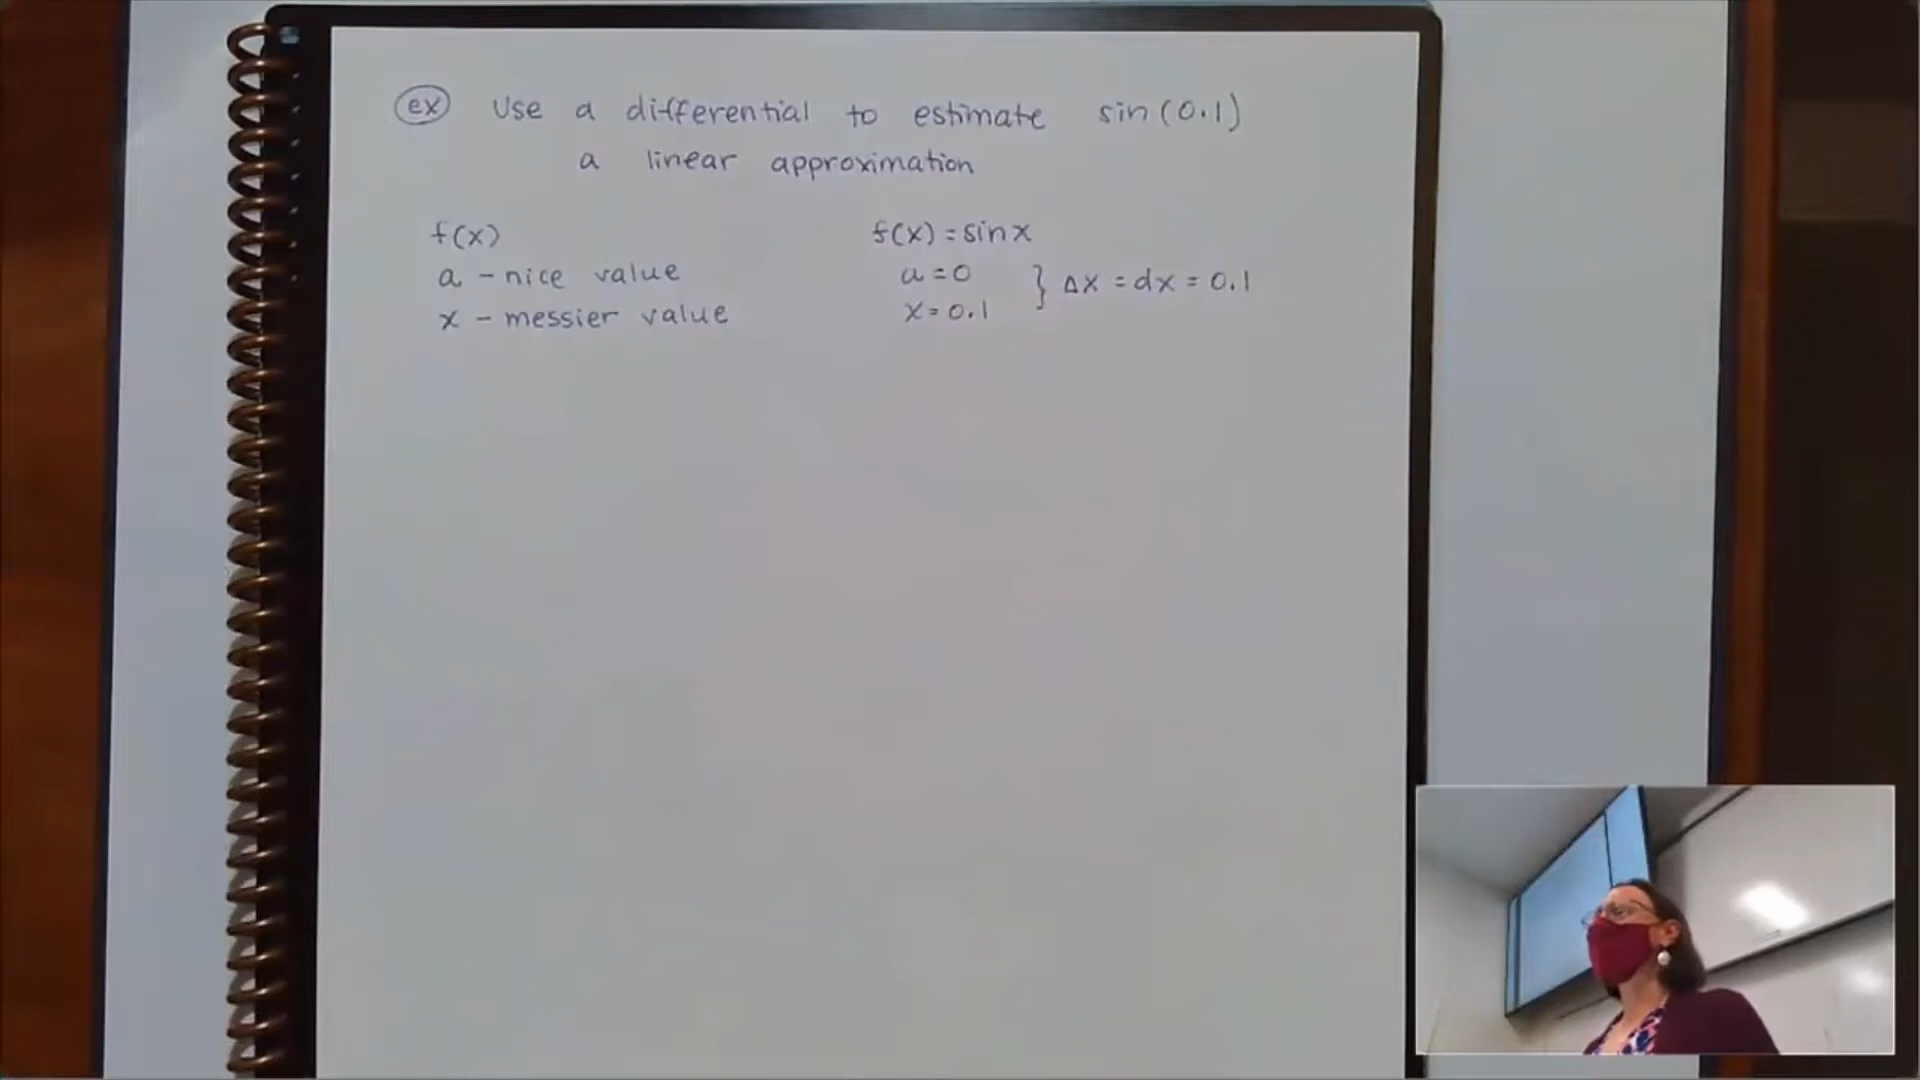 ex Use a differential to estimate sin(0.1)
a linear approximation
f(x)
a - nice value
x - messier value
f(x) = sin x
a = 0
x = 0.1
} Δx = dx = 0.1